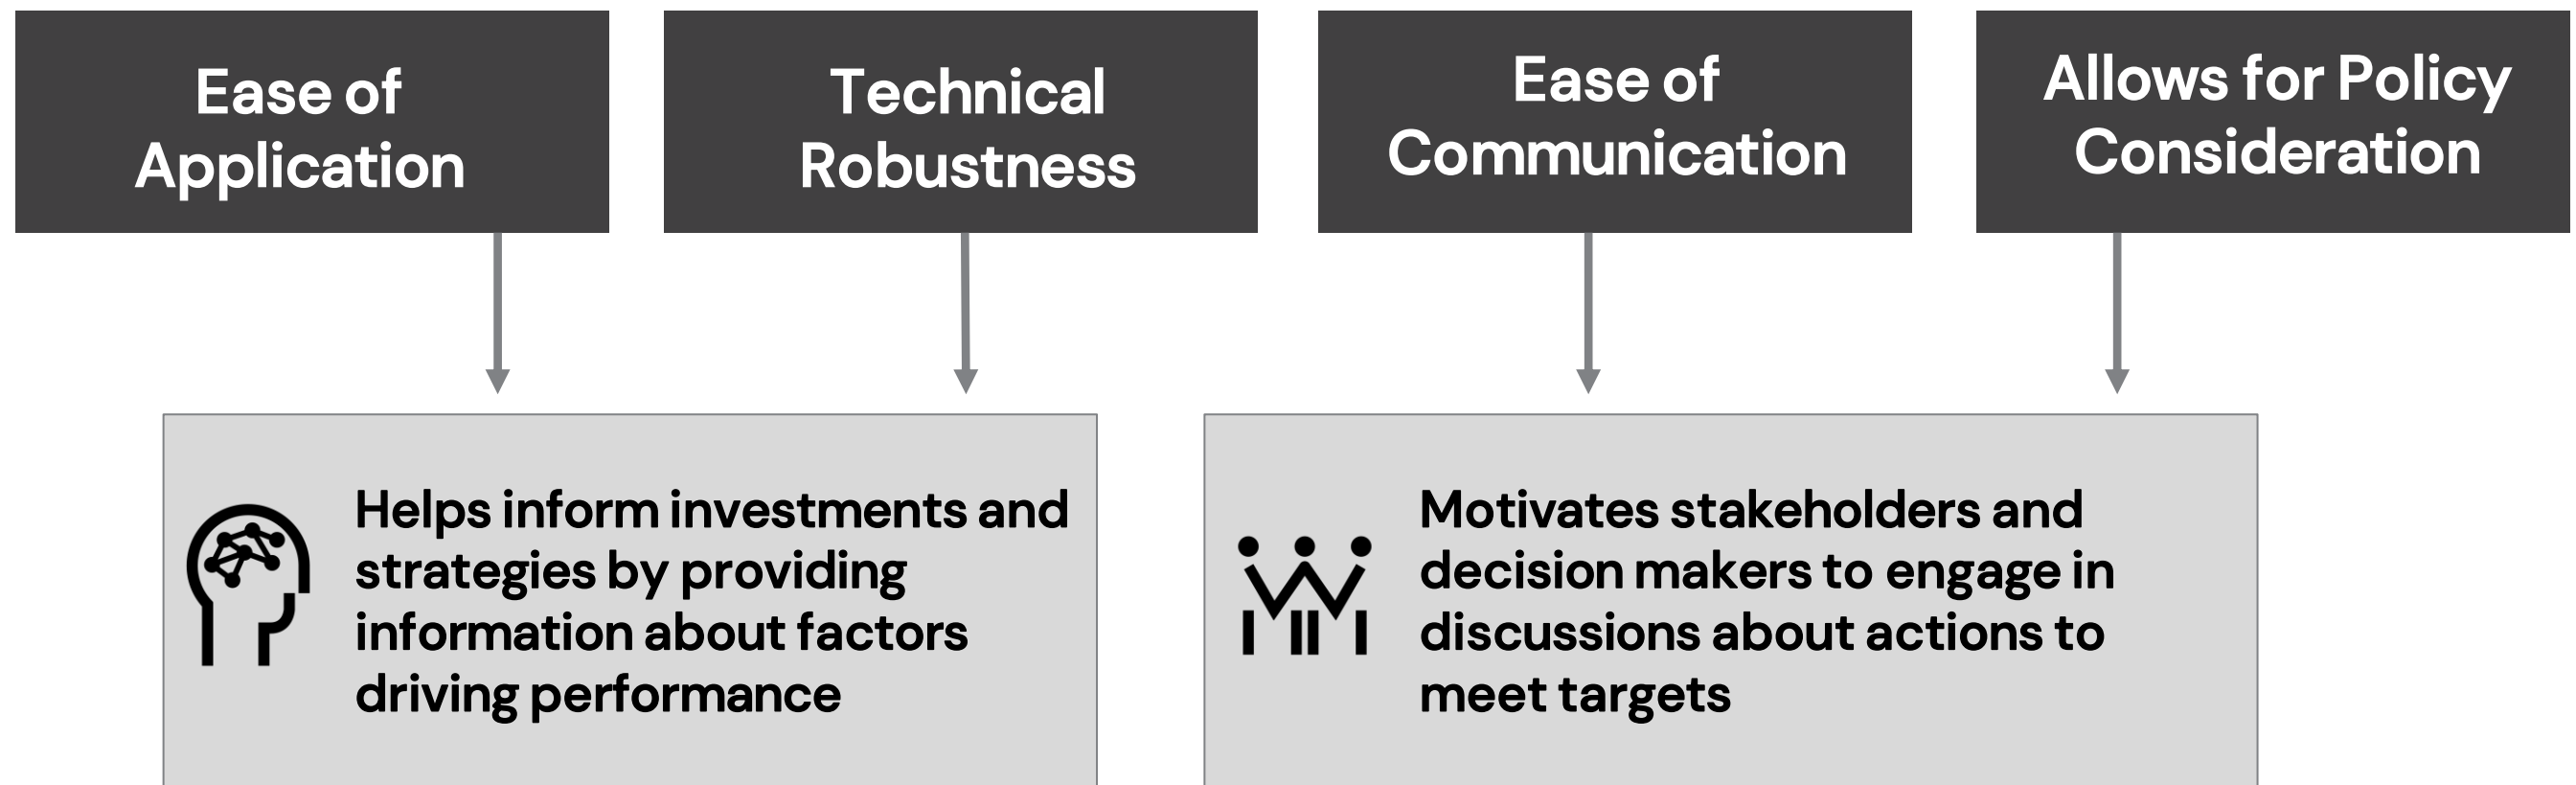 Ease of
Application
Technical
Robustness
Ease of
Communication
Allows for Policy
Consideration
Helps inform investments and
strategies by providing
information about factors
driving performance
Motivates stakeholders and
decision makers to engage in
discussions about actions to
meet targets